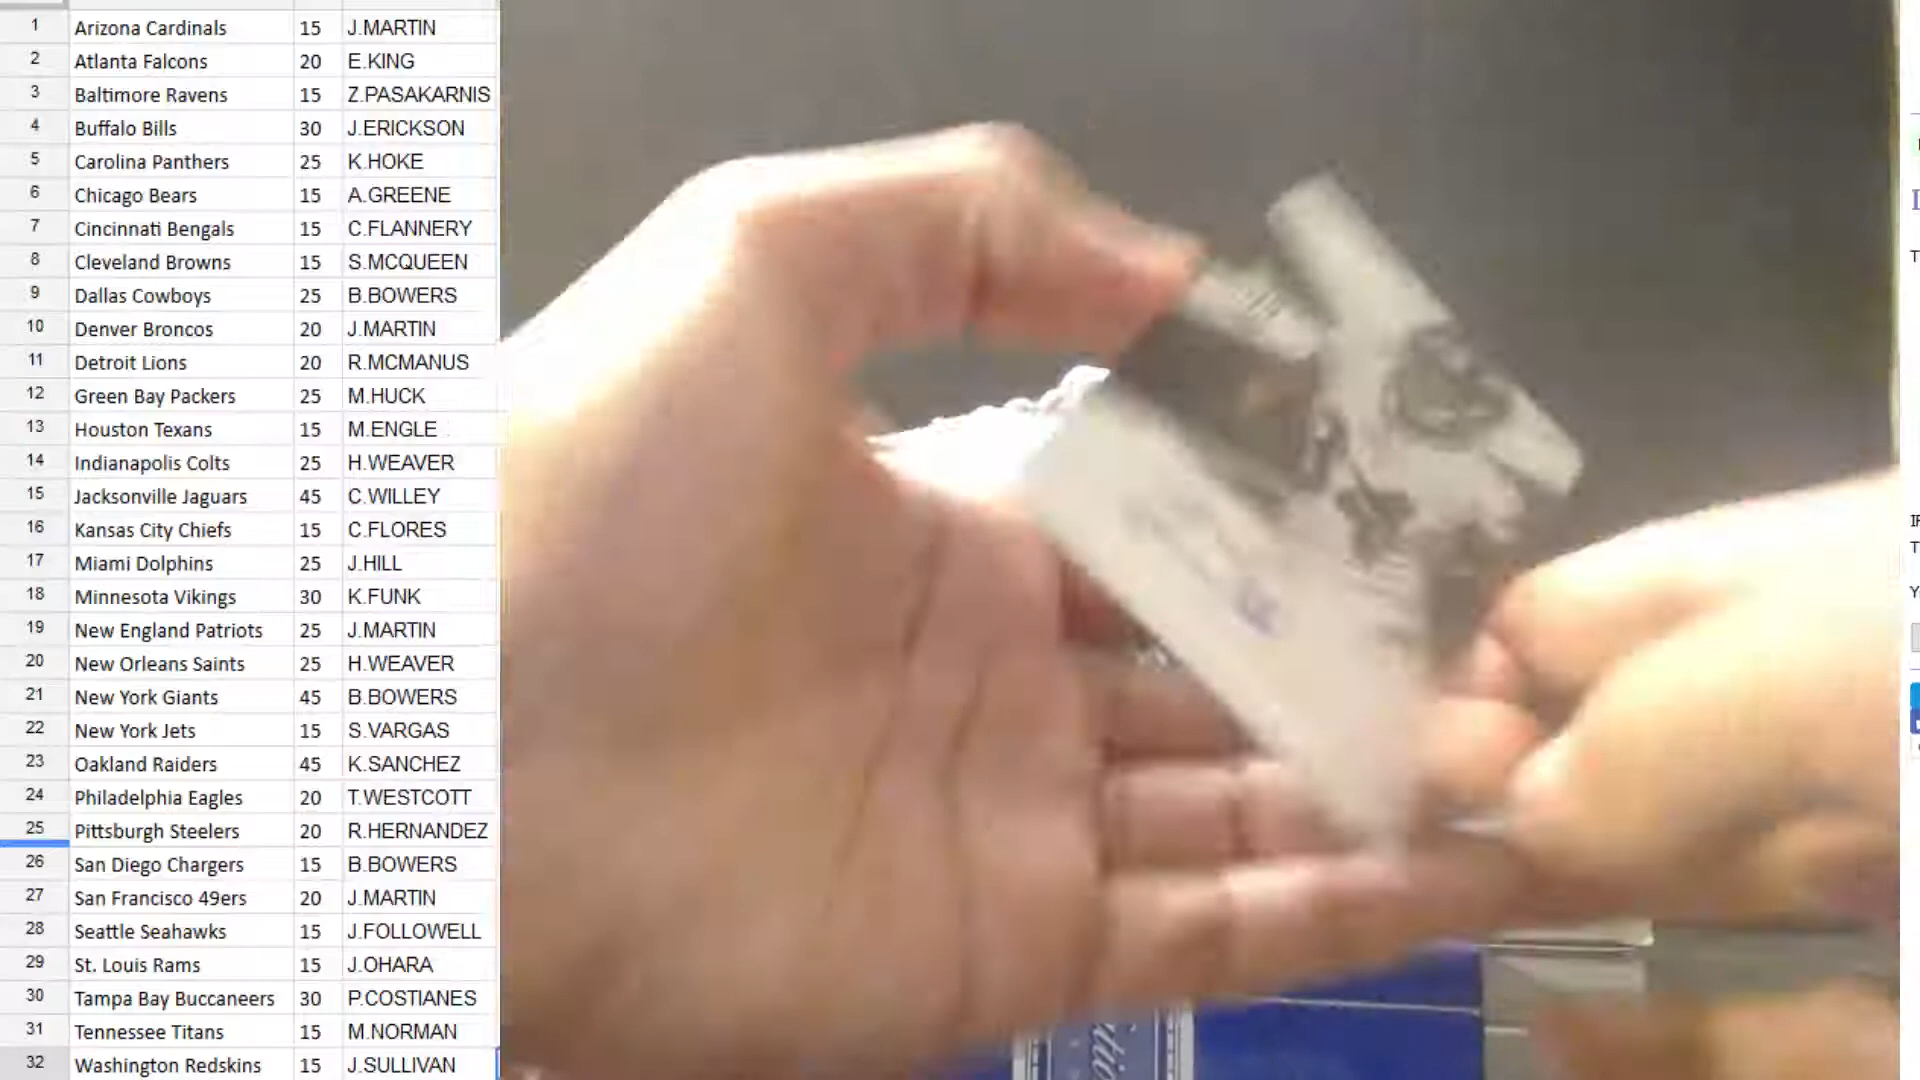 1 Arizona Cardinals 15 J.MARTIN
2 Atlanta Falcons 20 E.KING
3 Baltimore Ravens 15 Z.PASAKARNIS
4 Buffalo Bills 30 J.ERICKSON
5 Carolina Panthers 25 K.HOKE
6 Chicago Bears 15 A.GREENE
7 Cincinnati Bengals 15 C.FLANNERY
8 Cleveland Browns 15 S.MCQUEEN
9 Dallas Cowboys 25 B.BOWERS
10 Denver Broncos 20 J.MARTIN
11 Detroit Lions 20 R.MCMANUS
12 Green Bay Packers 25 M.HUCK
13 Houston Texans 15 M.ENGLE
14 Indianapolis Colts 25 H.WEAVER
15 Jacksonville Jaguars 45 C.WILLEY
16 Kansas City Chiefs 15 C.FLORES
17 Miami Dolphins 25 J.HILL
18 Minnesota Vikings 30 K.FUNK
19 New England Patriots 25 J.MARTIN
20 New Orleans Saints 25 H.WEAVER
21 New York Giants 45 B.BOWERS
22 New York Jets 15 S.VARGAS
23 Oakland Raiders 45 K.SANCHEZ
24 Philadelphia Eagles 20 T.WESTCOTT
25 Pittsburgh Steelers 20 R.HERNANDEZ
26 San Diego Chargers 15 B.BOWERS
27 San Francisco 49ers 20 J.MARTIN
28 Seattle Seahawks 15 J.FOLLOWELL
29 St. Louis Rams 15 J.OHARA
30 Tampa Bay Buccaneers 30 P.COSTIANES
31 Tennessee Titans 15 M.NORMAN
32 Washington Redskins 15 J.SULLIVAN